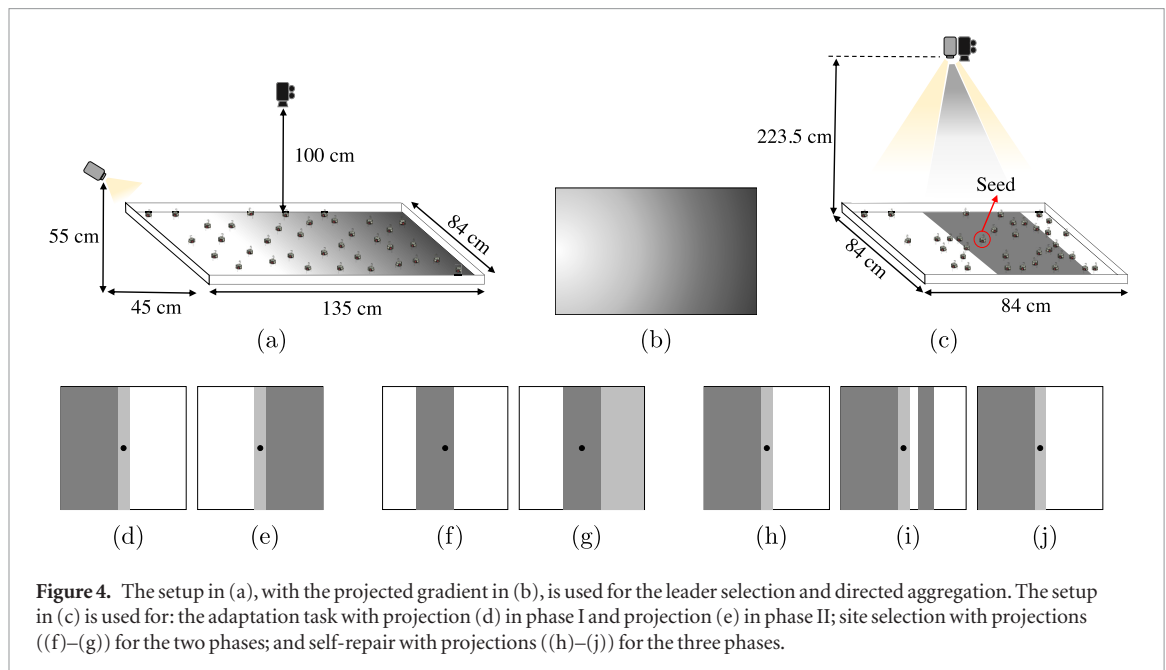 100 cm
55 cm
84 cm
45 cm
135 cm
(a)
(b)
223.5 cm
Seed
84 cm
84 cm
(c)
(d)
(e)
(f)
(g)
(h)
(i)
(j)
Figure 4. The setup in (a), with the projected gradient in (b), is used for the leader selection and directed aggregation. The setup
in (c) is used for: the adaptation task with projection (d) in phase I and projection (e) in phase II; site selection with projections
((f)–(g)) for the two phases; and self-repair with projections ((h)–(j)) for the three phases.